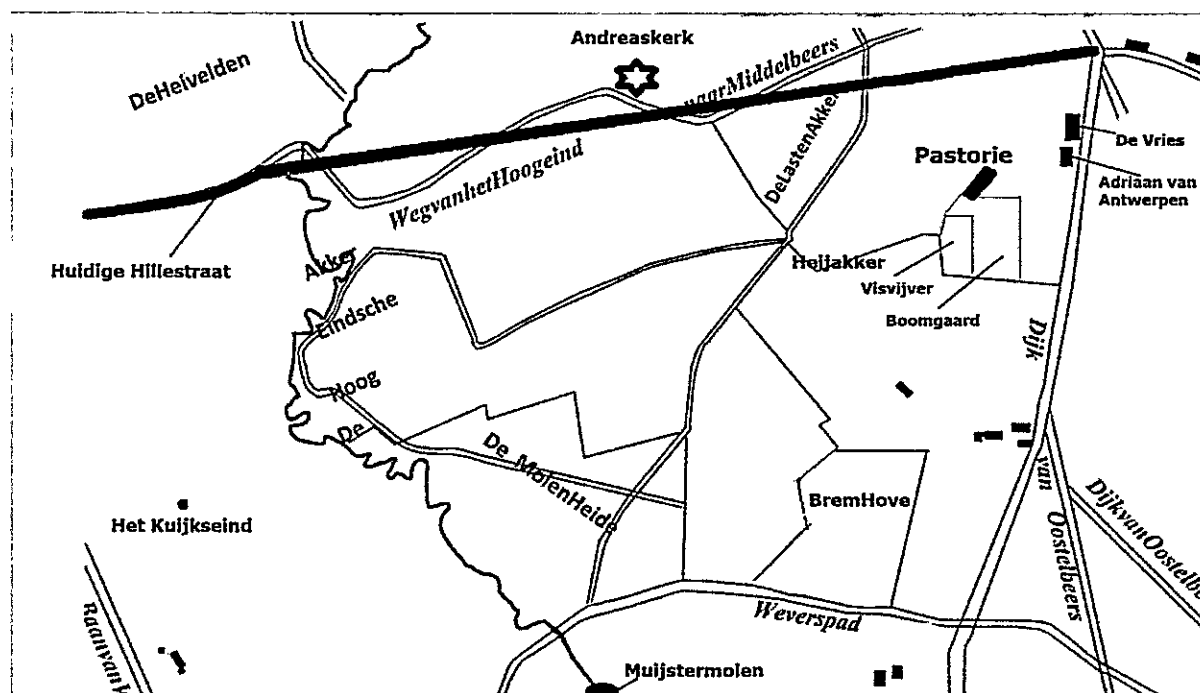 Andreaskerk
DeHeivelden
naarMiddelbeers
De Vries
Pastorie
DeLastenAkker
Adriaan van
Antwerpen
WegvanhetHoogeind
Huidige Hillestraat
Akker
Heijakker
Visvijver
Eindsche
Boomgaard
Dijk
Hoog
De
De MolenHeide
van
BremHove
Het Kuijkseind
Oostelbeers
Weverspad
Muijstermolen